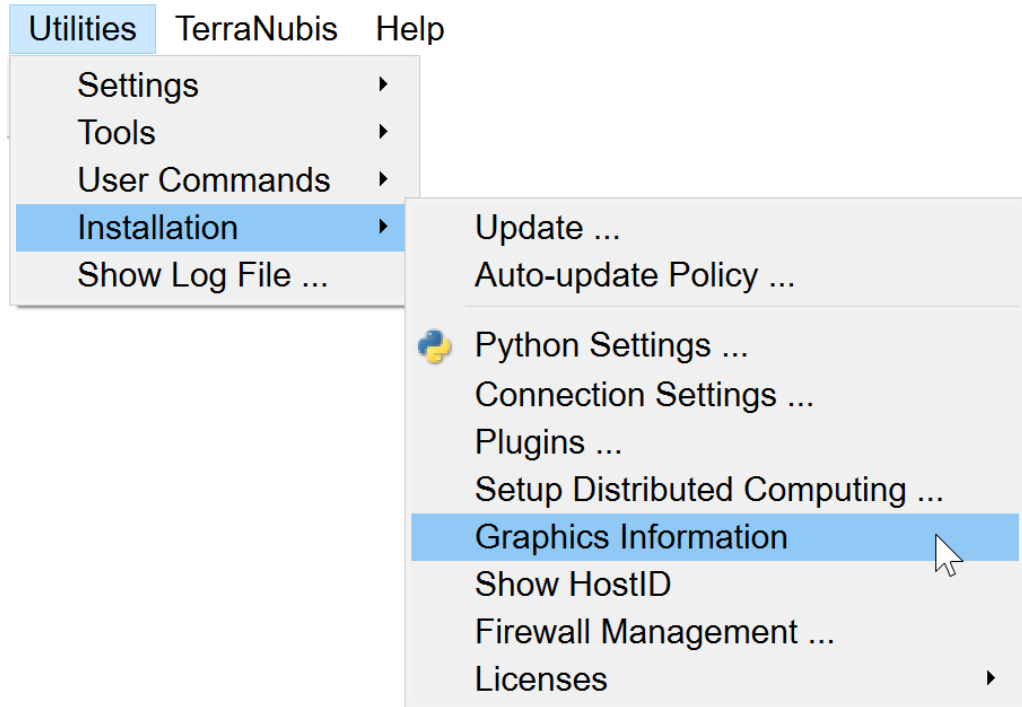 Utilities TerraNubis Help
Settings
Tools
User Commands
Installation
Show Log File ...
Update ...
Auto-update Policy ...
Python Settings ...
Connection Settings ...
Plugins ...
Setup Distributed Computing ...
Graphics Information
Show HostID
Firewall Management ...
Licenses